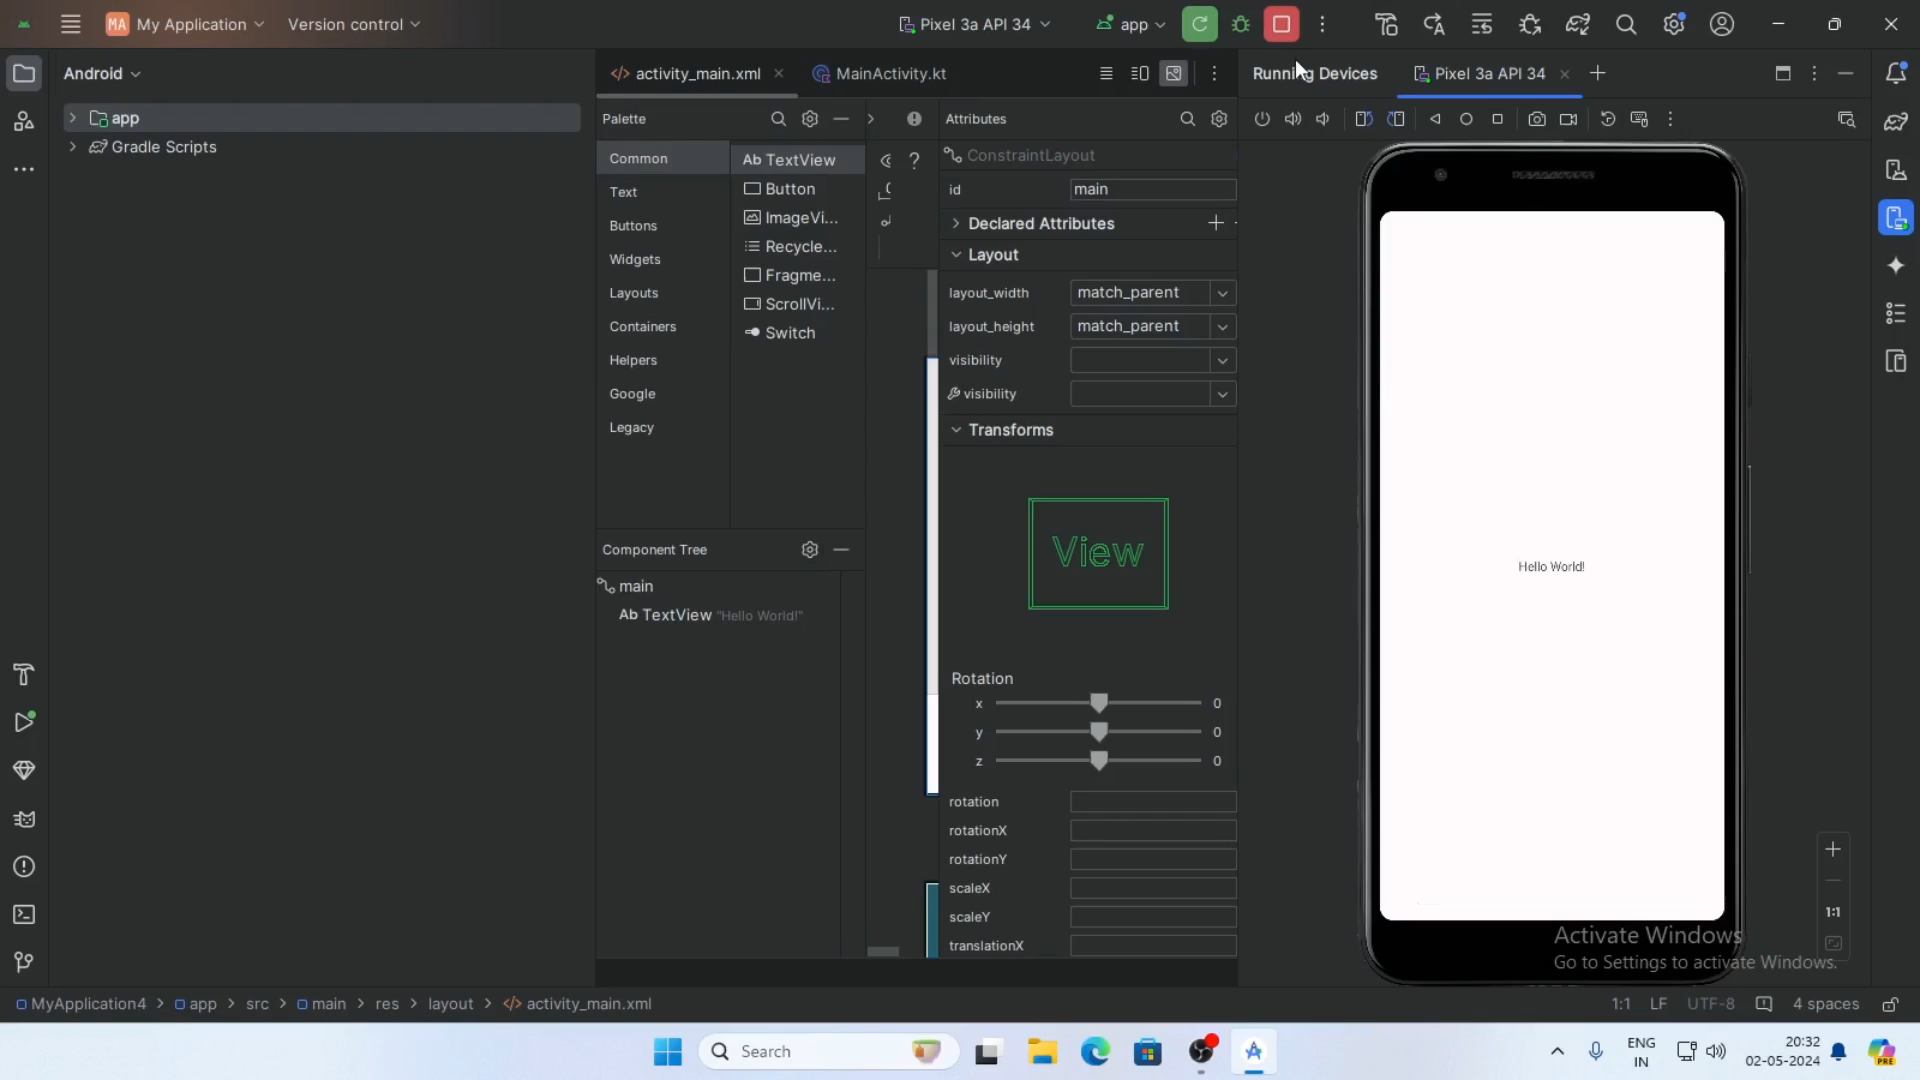 MA My Application Version control Pixel 3a API 34 app
Android activity_main.xml MainActivity.kt Running Devices Pixel 3a API 34
app
Gradle Scripts
Palette
Common
Text
Buttons
Widgets
Layouts
Containers
Helpers
Google
Legacy
Ab TextView
Button
ImageVi...
Recycle...
Fragme...
ScrollVi...
Switch
Component Tree
main
Ab TextView "Hello World!"
Attributes
ConstraintLayout
id main
Declared Attributes
Layout
layout_width match_parent
layout_height match_parent
visibility
visibility
Transforms
View
Rotation
x 0
y 0
z 0
rotation
rotationX
rotationY
scaleX
scaleY
translationX
Hello World!
1:1
Activate Windows
Go to Settings to activate Windows.
MyApplication4 > app > src > main > res > layout > activity_main.xml 1:1 LF UTF-8 4 spaces
Search
ENG
IN
20:32
02-05-2024
PRE